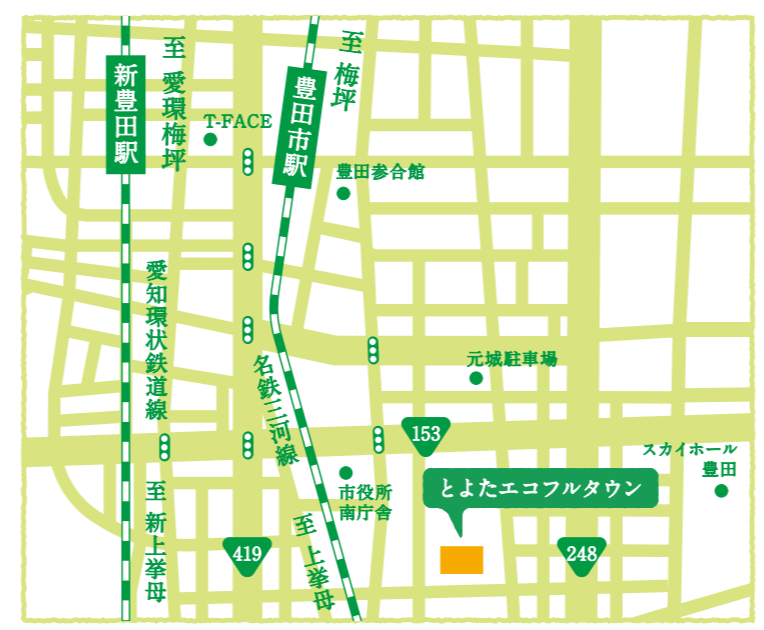 至 愛環梅坪
新豊田駅
T-FACE
豊田市駅
至 梅坪
豊田参合館
愛知環状鉄道線
名鉄三河線
元城駐車場
153
スカイホール
豊田
市役所
南庁舎
とよたエコフルタウン
至 新上挙母
419
至 上挙母
248